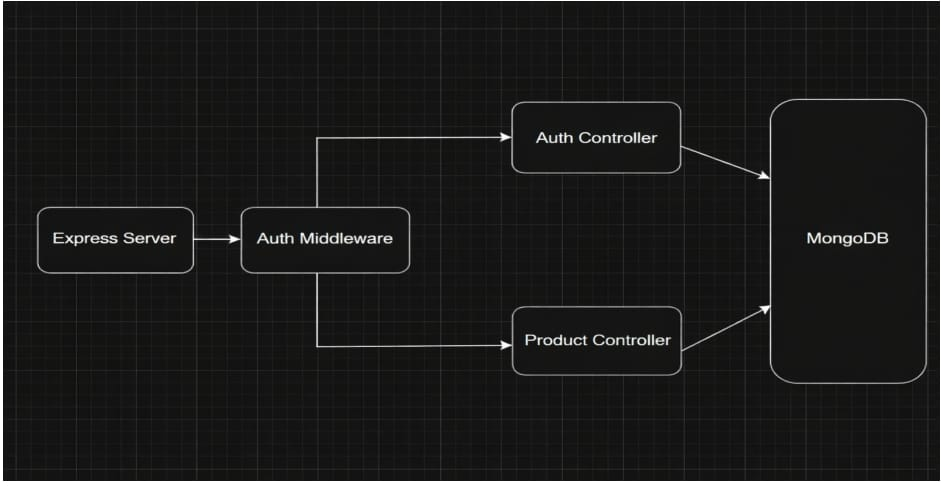 Auth Controller
Express Server
Auth Middleware
MongoDB
Product Controller